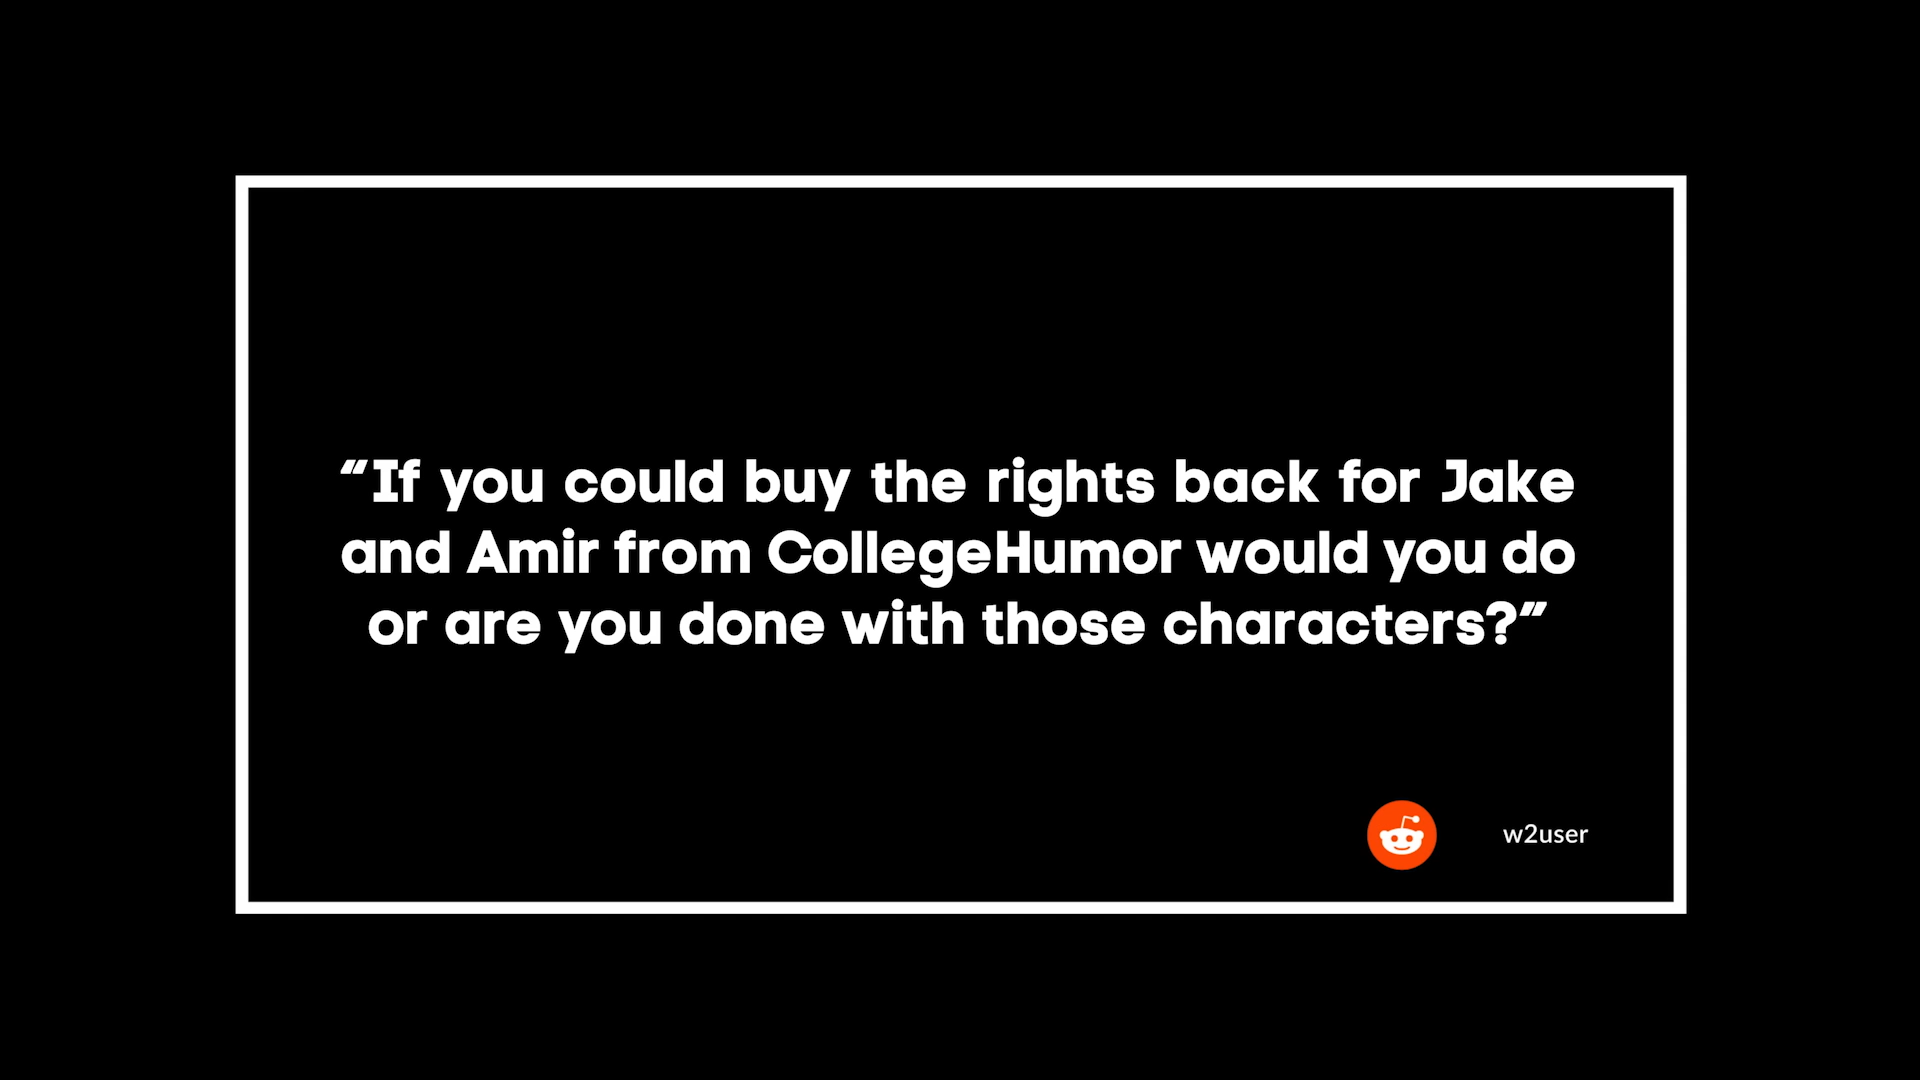 “If you could buy the rights back for Jake
and Amir from CollegeHumor would you do
or are you done with those characters?”
w2user